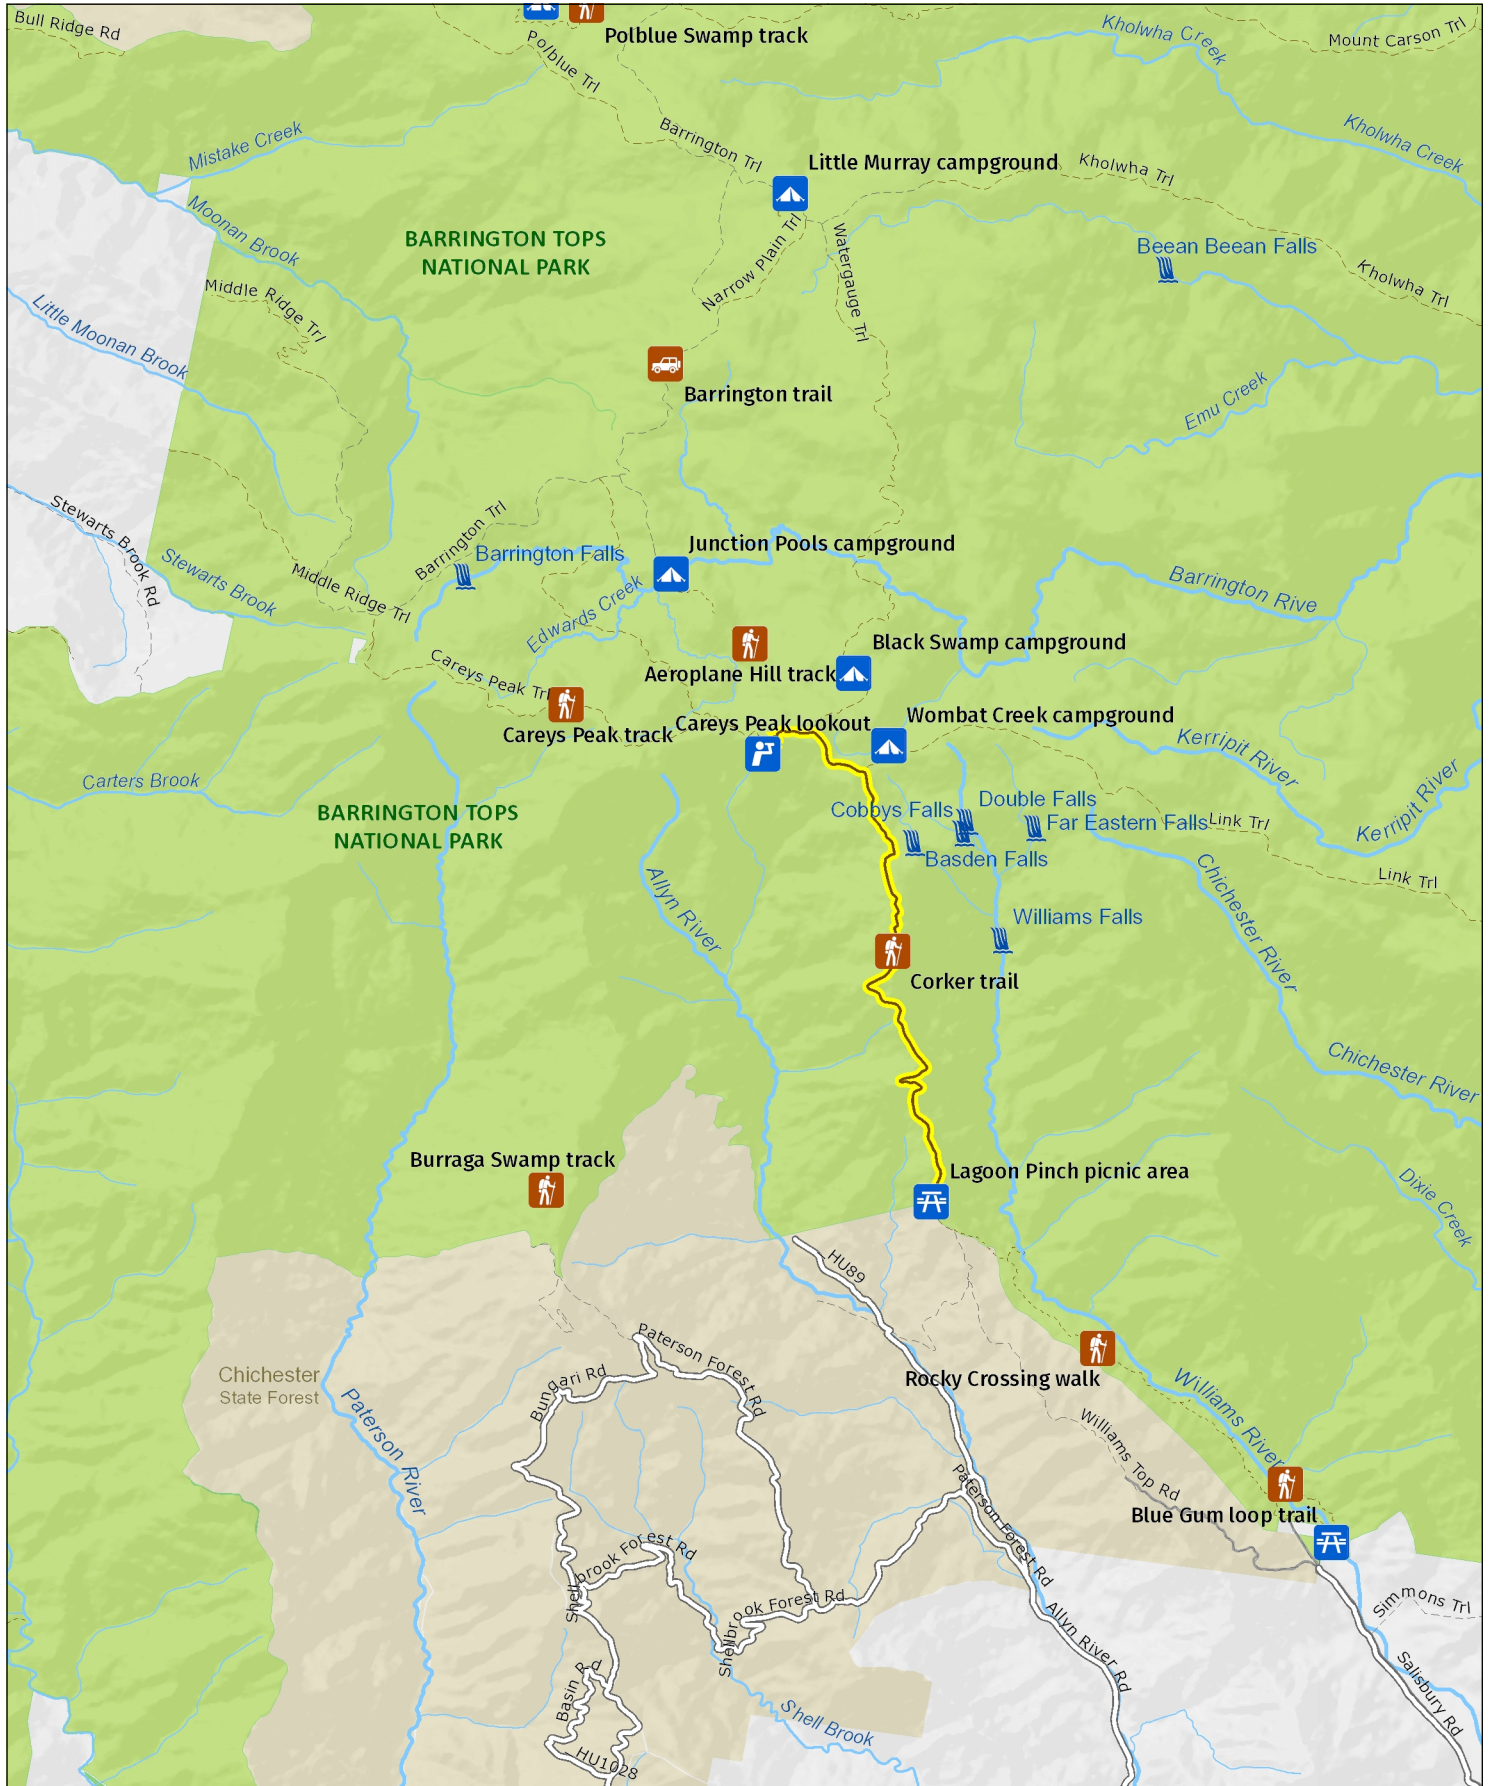 Bull Ridge Rd
Polblue Swamp track
Polblue Trl
Kholwha Creek
Mount Carson Trl
Mistake Creek
Barrington Trl
Little Murray campground
Kholwha Trl
Kholwha Creek
Moonan Brook
BARRINGTON TOPS
NATIONAL PARK
Narrow Plain Trl
Watergauge Trl
Beean Beean Falls
Kholwha Trl
Middle Ridge Trl
Little Moonan Brook
Barrington trail
Emu Creek
Stewarts Brook Rd
Stewarts Brook
Barrington Trl
Barrington Falls
Junction Pools campground
Middle Ridge Trl
Edwards Creek
Barrington Rive
Black Swamp campground
Aeroplane Hill track
Careys Peak Trl
Careys Peak track
Careys Peak lookout
Wombat Creek campground
Kerripit River
Kerripit River
Carters Brook
BARRINGTON TOPS
NATIONAL PARK
Cobbys Falls
Double Falls
Far Eastern Falls
Link Trl
Basden Falls
Link Trl
Allyn River
Chichester River
Williams Falls
Corker trail
Chichester River
Burraga Swamp track
Lagoon Pinch picnic area
Dixie Creek
HU89
Paterson Forest Rd
Bungari Rd
Chichester
State Forest
Paterson River
Rocky Crossing walk
Williams River
Williams Top Rd
Paterson Forest Rd
Blue Gum loop trail
Shellbrook Forest Rd
Shellbrook Forest Rd
Allyn River Rd
Simmons Trl
Salisbury Rd
Basin Rd
Shell Brook
HU1028